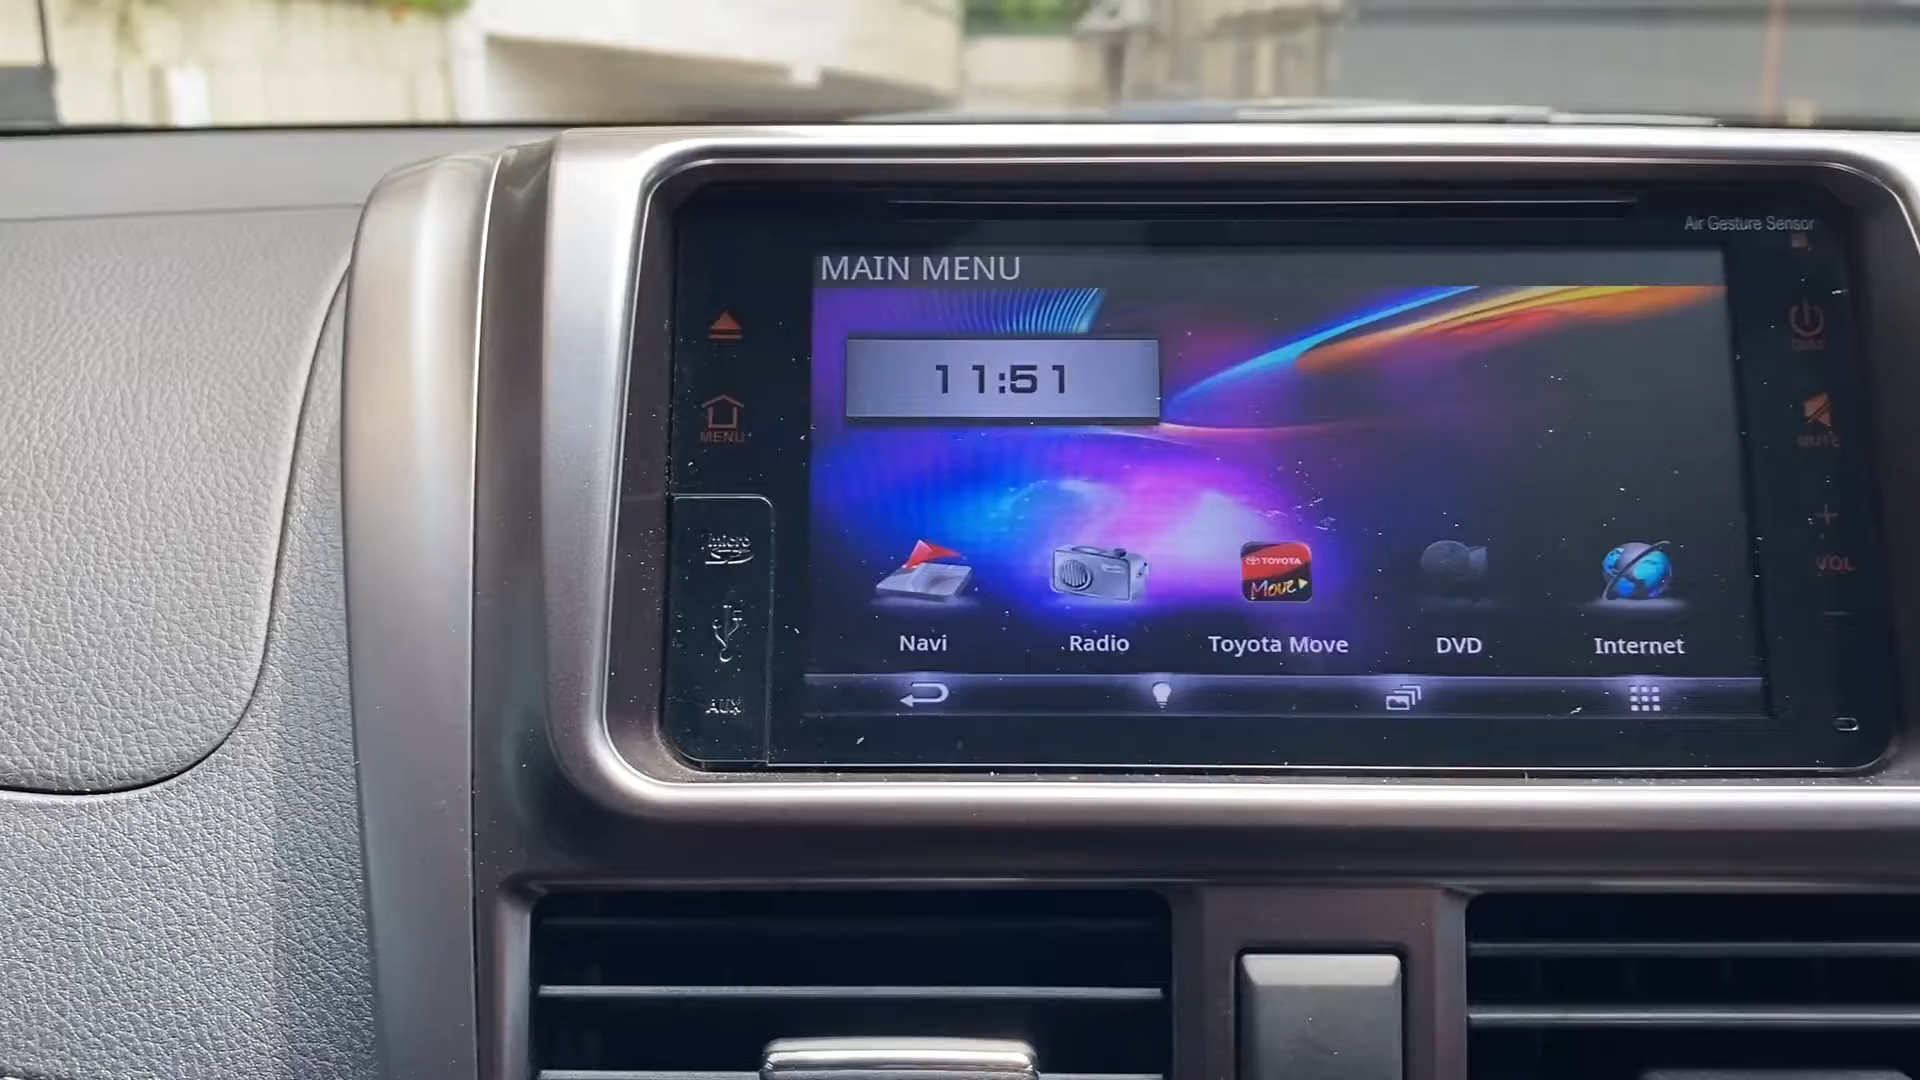 Air Gesture Sensor
MAIN MENU
11:51
MENU
DISP
MUTE
micro SD
+
VOL
TOYOTA
Move
Navi
Radio
Toyota Move
DVD
Internet
AUX